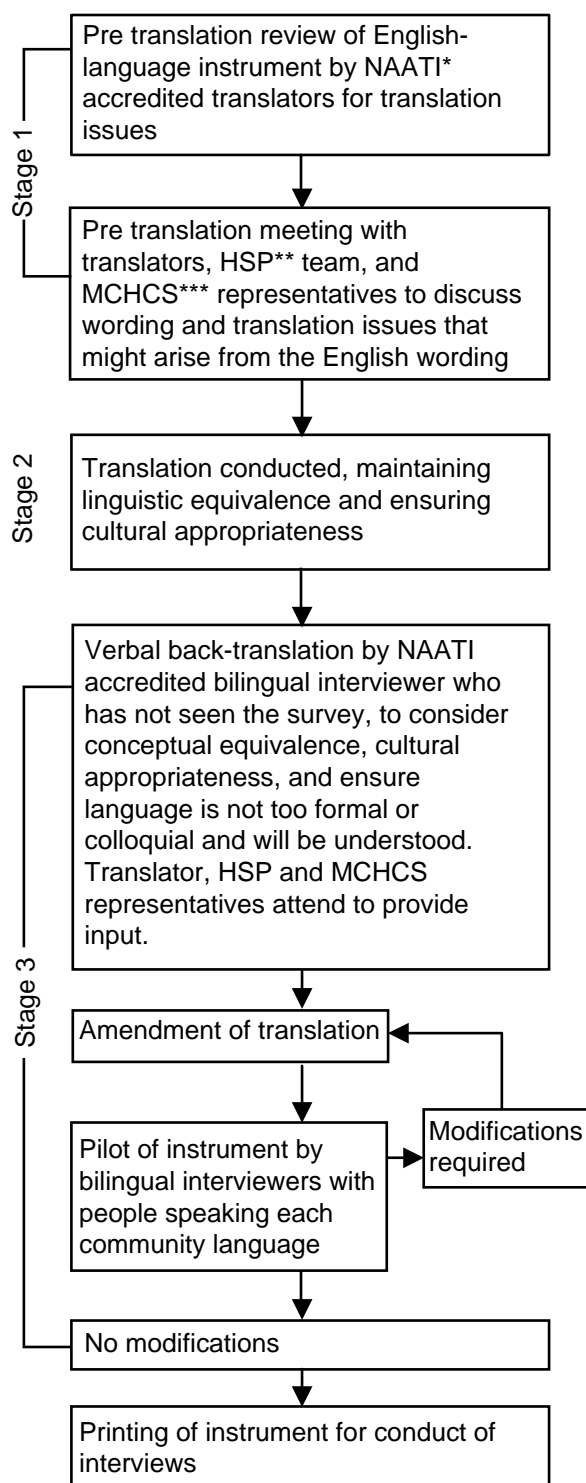 Stage 1
Pre translation review of English-
language instrument by NAATI*
accredited translators for translation
issues
Pre translation meeting with
translators, HSP** team, and
MCHCS*** representatives to discuss
wording and translation issues that
might arise from the English wording
Stage 2
Translation conducted, maintaining
linguistic equivalence and ensuring
cultural appropriateness
Stage 3
Verbal back-translation by NAATI
accredited bilingual interviewer who
has not seen the survey, to consider
conceptual equivalence, cultural
appropriateness, and ensure
language is not too formal or
colloquial and will be understood.
Translator, HSP and MCHCS
representatives attend to provide
input.
Amendment of translation
Pilot of instrument by
bilingual interviewers with
people speaking each
community language
Modifications
required
No modifications
Printing of instrument for conduct of
interviews